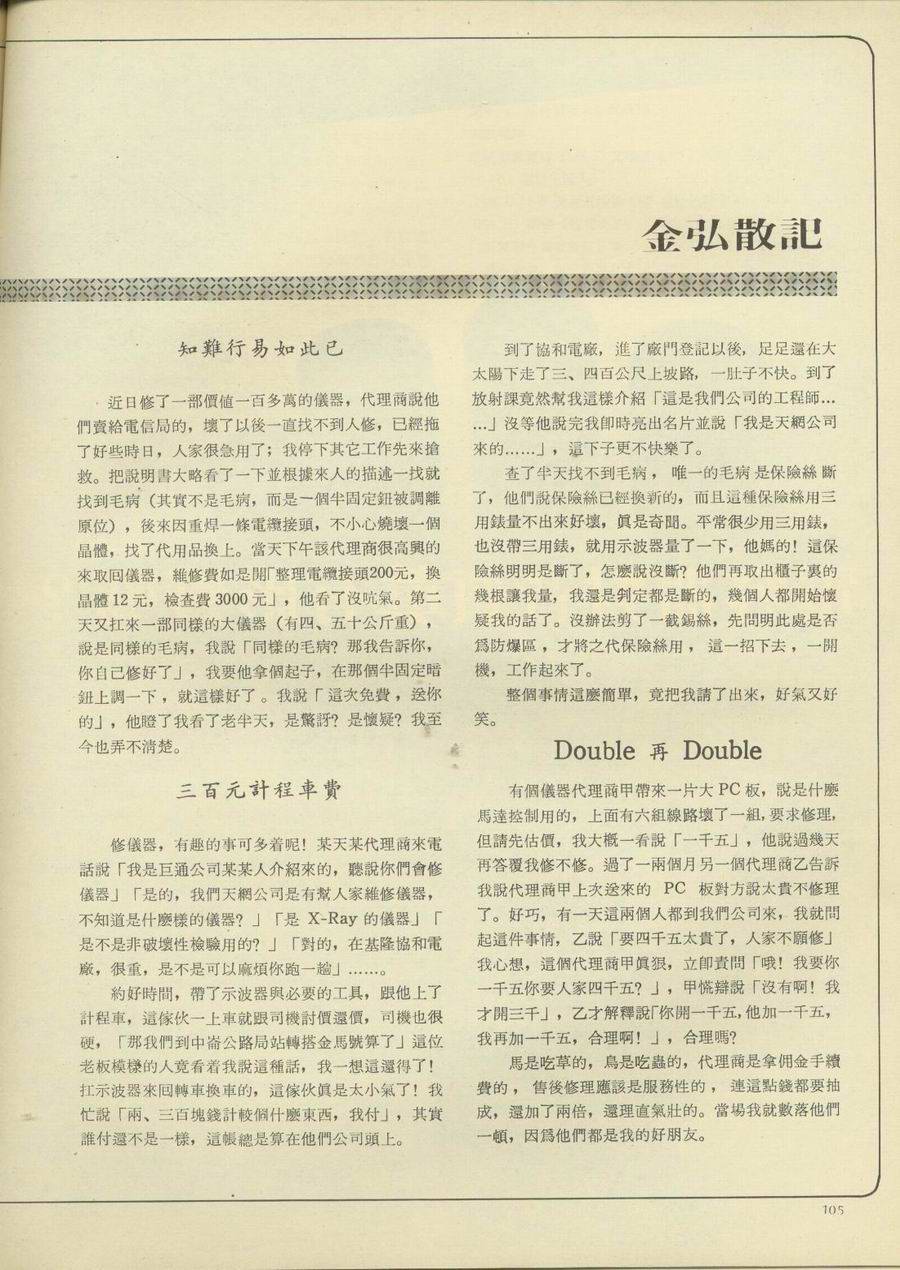 金弘散記
知難行易如此已
近日修了一部價值一百多萬的儀器，代理商說他
們賣給電信局的，壞了以後一直找不到人修，已經拖
了好些時日，人家很急用了；我停下其它工作先來搶
救。把說明書大略看了一下並根據來人的描述一找就
找到毛病（其實不是毛病，而是一個半固定鈕被調離
原位），後來因重焊一條電纜接頭，不小心燒壞一個
晶體，找了代用品換上。當天下午該代理商很高興的
來取回儀器，維修費如是開「整理電纜接頭200元，換
晶體 12 元，檢查費 3000 元」，他看了沒吭氣。第二
天又扛來一部同樣的大儀器（有四、五十公斤重），
說是同樣的毛病，我說「同樣的毛病？那我告訴你，
你自己修好了」，我要他拿個起子，在那個半固定暗
鈕上調一下，就這樣好了。我說「這次免費，送你
的」，他瞪了我看了老半天，是驚訝？是懷疑？我至
今也弄不清楚。
三百元計程車費
修儀器，有趣的事可多着呢！某天某代理商來電
話說「我是巨通公司某某人介紹來的，聽說你們會修
儀器」「是的，我們天網公司是有幫人家維修儀器，
不知道是什麼樣的儀器？」「是 X-Ray 的儀器」「
是不是非破壞性檢驗用的？」「對的，在基隆協和電
廠，很重，是不是可以麻煩你跑一趟」……。
約好時間，帶了示波器與必要的工具，跟他上了
計程車，這傢伙一上車就跟司機討價還價，司機也很
硬，「那我們到中崙公路局站轉搭金馬號算了」這位
老板模樣的人竟看着我說這種話，我一想這還得了！
扛示波器來回轉車換車的，這傢伙眞是太小氣了！我
忙說「兩、三百塊錢計較個什麼東西，我付」，其實
誰付還不是一樣，這帳總是算在他們公司頭上。
到了協和電廠，進了廠門登記以後，足足還在大
太陽下走了三、四百公尺上坡路，一肚子不快。到了
放射課竟然幫我這樣介紹「這是我們公司的工程師…
…」沒等他說完我即時亮出名片並說「我是天網公司
來的……」，這下子更不快樂了。
查了半天找不到毛病，唯一的毛病是保險絲斷
了，他們說保險絲已經換新的，而且這種保險絲用三
用錶量不出來好壞，眞是奇聞。平常很少用三用錶，
也沒帶三用錶，就用示波器量了一下，他媽的！這保
險絲明明是斷了，怎麼說沒斷？他們再取出櫃子裏的
幾根讓我量，我還是判定都是斷的，幾個人都開始懷
疑我的話了。沒辦法剪了一截錫絲，先問明此處是否
爲防爆區，才將之代保險絲用，這一招下去，一開
機，工作起來了。
整個事情這麼簡單，竟把我請了出來，好氣又好
笑。
Double 再 Double
有個儀器代理商甲帶來一片大 PC 板，說是什麼
馬達控制用的，上面有六組線路壞了一組，要求修理，
但請先估價，我大概一看說「一千五」，他說過幾天
再答覆我修不修。過了一兩個月另一個代理商乙告訴
我說代理商甲上次送來的 PC 板對方說太貴不修理
了。好巧，有一天這兩個人都到我們公司來，我就問
起這件事情，乙說「要四千五太貴了，人家不願修」
我心想，這個代理商甲眞狠，立即責問「哦！我要你
一千五你要人家四千五？」，甲慌辯說「沒有啊！我
才開三千」，乙才解釋說「你開一千五，他加一千五，
我再加一千五，合理啊！」，合理嗎？
馬是吃草的，鳥是吃蟲的，代理商是拿佣金手續
費的，售後修理應該是服務性的，連這點錢都要抽
成，還加了兩倍，還理直氣壯的。當場我就數落他們
一頓，因爲他們都是我的好朋友。
105